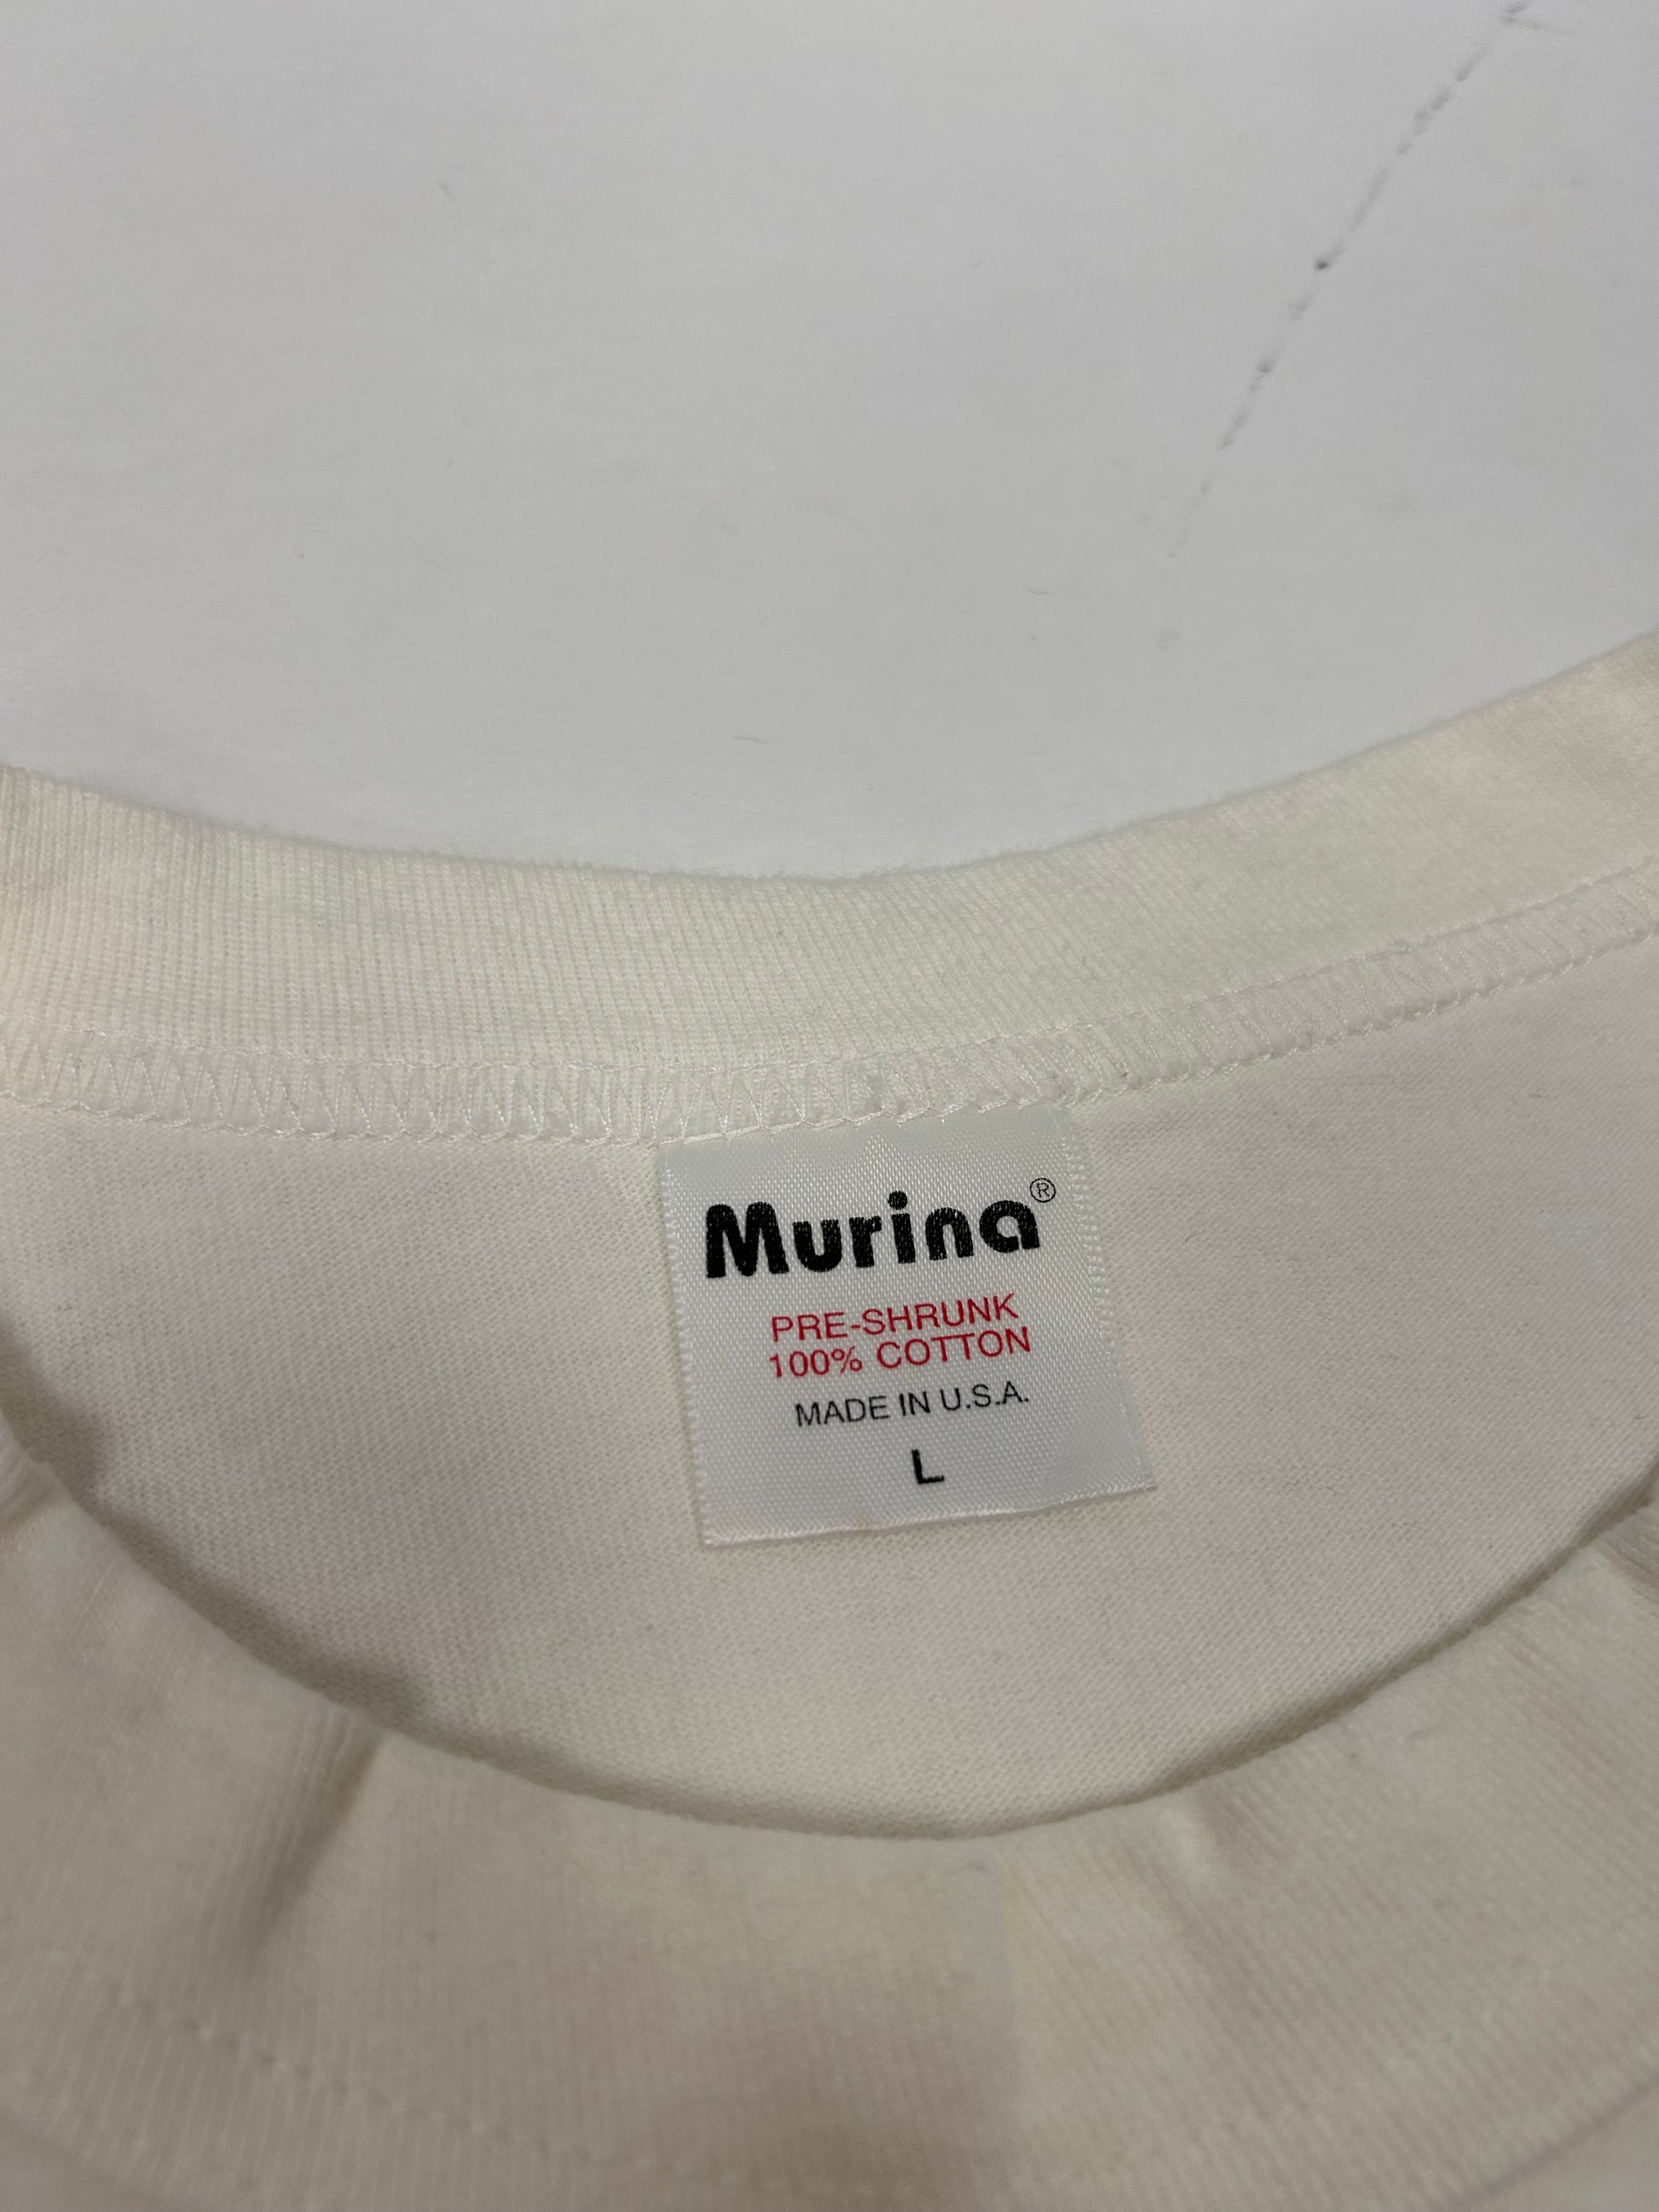 Murina®
PRE-SHRUNK
100% COTTON
MADE IN U.S.A.
L